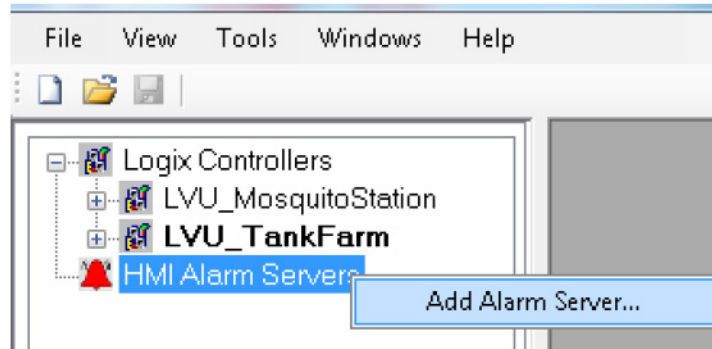 File View Tools Windows Help
Logix Controllers
LVU_MosquitoStation
LVU_TankFarm
HMI Alarm Servers
Add Alarm Server...